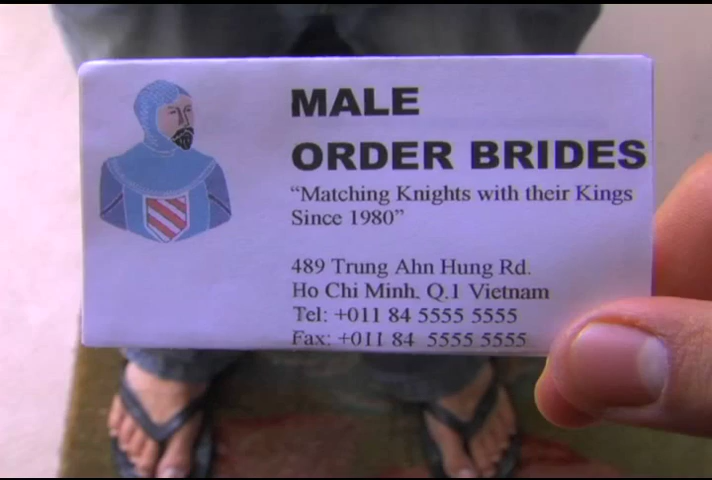 MALE
ORDER BRIDES
“Matching Knights with their Kings
Since 1980”
489 Trung Ahn Hung Rd.
Ho Chi Minh, Q.1 Vietnam
Tel: +011 84 5555 5555
Fax: +011 84 5555 5555